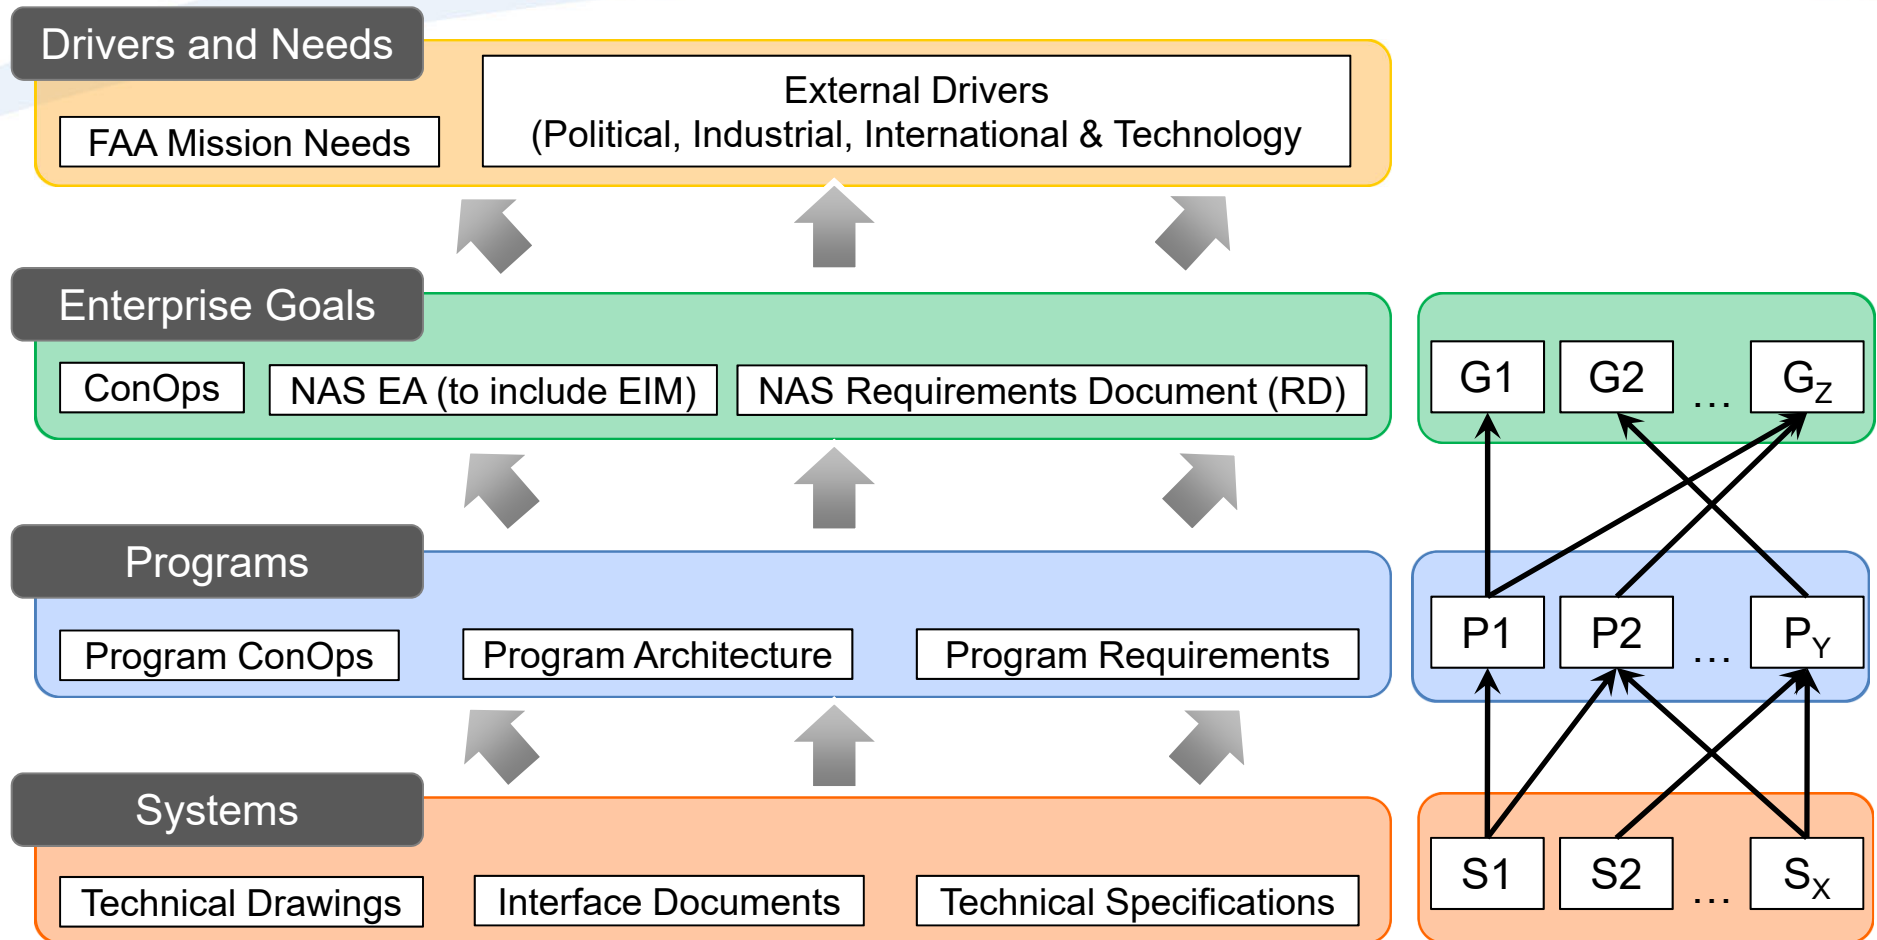 Drivers and Needs
External Drivers
(Political, Industrial, International & Technology
FAA Mission Needs
Enterprise Goals
ConOps
NAS EA (to include EIM)
NAS Requirements Document (RD)
G1
G2
...
GZ
Programs
Program ConOps
Program Architecture
Program Requirements
P1
P2
...
PY
Systems
Technical Drawings
Interface Documents
Technical Specifications
S1
S2
...
SX